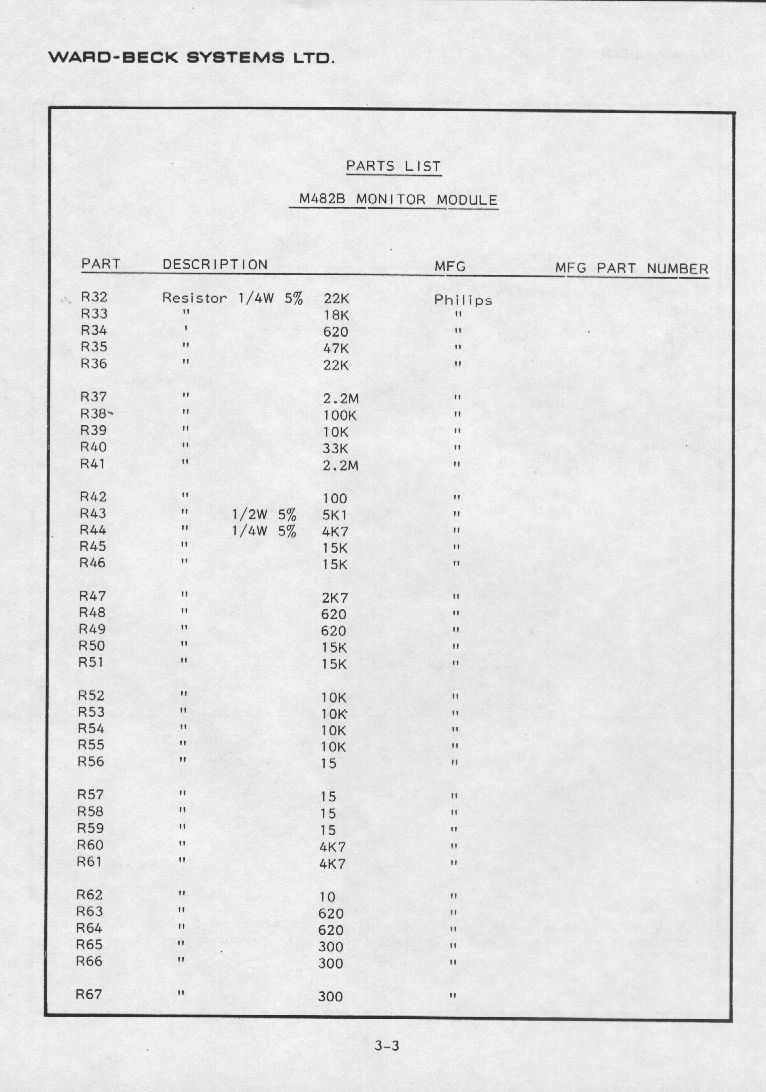 WARD-BECK SYSTEMS LTD.
PARTS LIST
M482B MONITOR MODULE
PART DESCRIPTION MFG MFG PART NUMBER
R32 Resistor 1/4W 5% 22K Philips
R33 " 18K "
R34 ' 620 "
R35 " 47K "
R36 " 22K "
R37 " 2.2M "
R38 " 100K "
R39 " 10K "
R40 " 33K "
R41 " 2.2M "
R42 " 100 "
R43 " 1/2W 5% 5K1 "
R44 " 1/4W 5% 4K7 "
R45 " 15K "
R46 " 15K "
R47 " 2K7 "
R48 " 620 "
R49 " 620 "
R50 " 15K "
R51 " 15K "
R52 " 10K "
R53 " 10K "
R54 " 10K "
R55 " 10K "
R56 " 15 "
R57 " 15 "
R58 " 15 "
R59 " 15 "
R60 " 4K7 "
R61 " 4K7 "
R62 " 10 "
R63 " 620 "
R64 " 620 "
R65 " 300 "
R66 " 300 "
R67 " 300 "
3-3